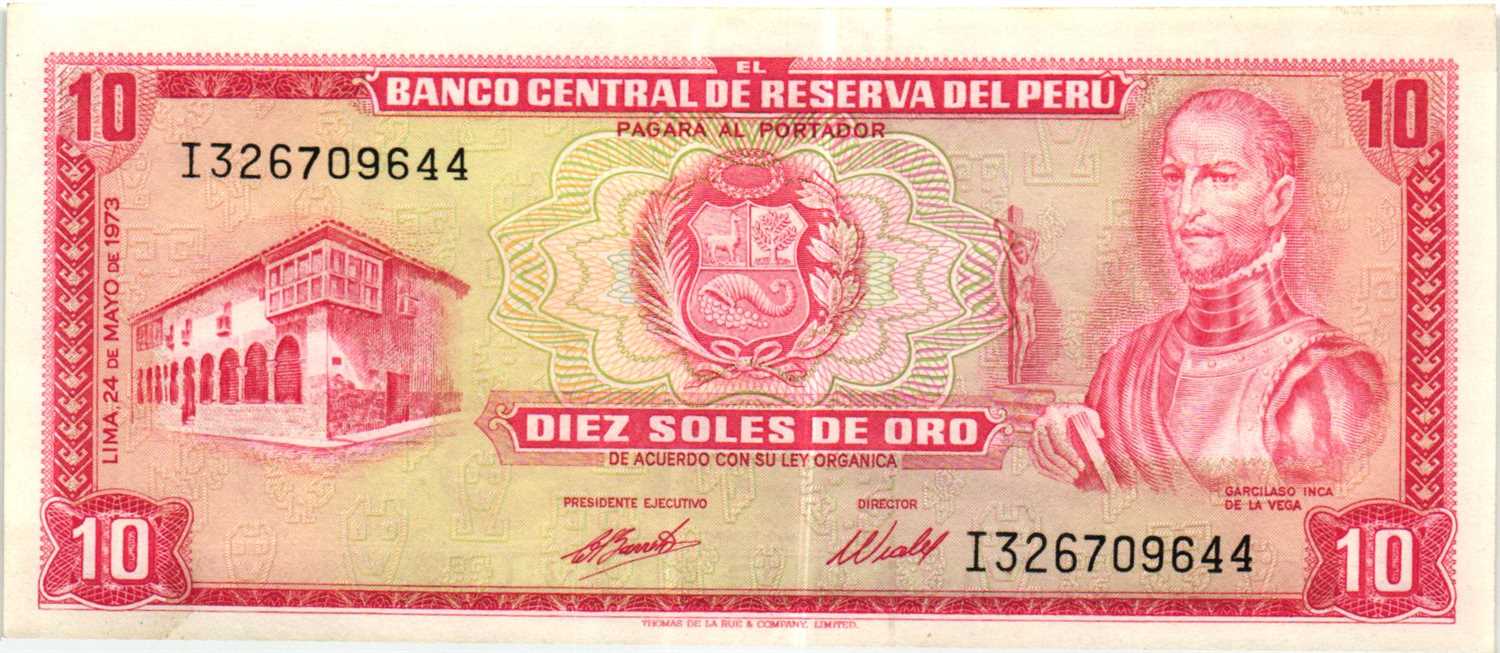 10
10
EL
BANCO CENTRAL DE RESERVA DEL PERÚ
PAGARA AL PORTADOR
I326709644
LIMA, 24 DE MAYO DE 1973
DIEZ SOLES DE ORO
DE ACUERDO CON SU LEY ORGANICA
GARCILASO INCA
DE LA VEGA
PRESIDENTE EJECUTIVO
DIRECTOR
I326709644
10
10
THOMAS DE LA RUE & COMPANY, LIMITED.